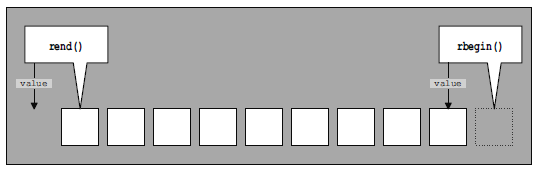 rend()
rbegin()
value
value